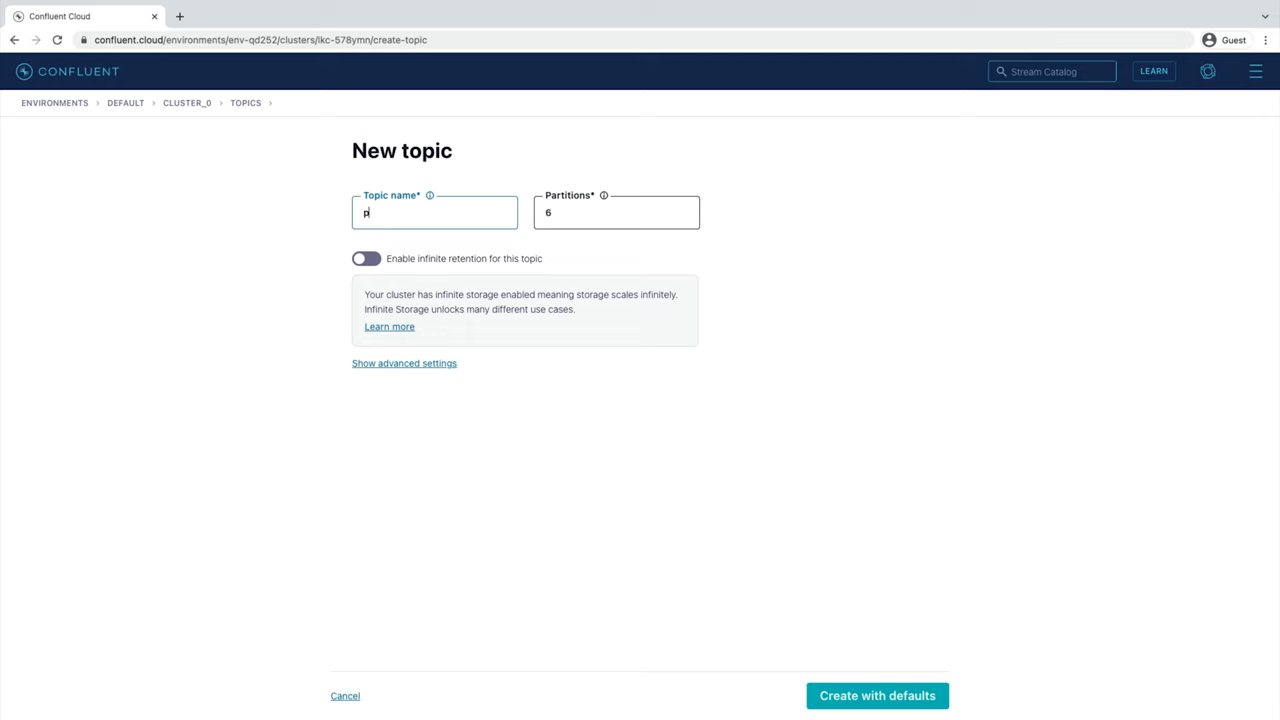 Confluent Cloud
confluent.cloud/environments/env-qd252/clusters/lkc-578ymn/create-topic
Guest
CONFLUENT
Stream Catalog
LEARN
ENVIRONMENTS > DEFAULT > CLUSTER_0 > TOPICS >
New topic
Topic name*
Partitions*
p
6
Enable infinite retention for this topic
Your cluster has infinite storage enabled meaning storage scales infinitely.
Infinite Storage unlocks many different use cases.
Learn more
Show advanced settings
Cancel
Create with defaults